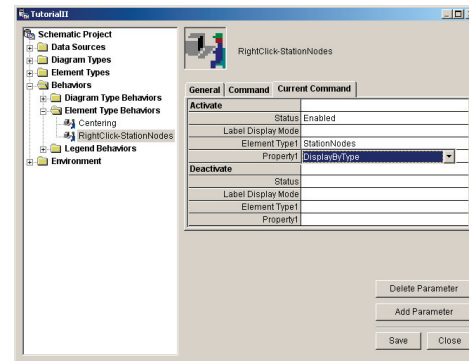 TutorialII
Schematic Project
Data Sources
Diagram Types
Element Types
Behaviors
Diagram Type Behaviors
Element Type Behaviors
Centering
RightClick-StationNodes
Legend Behaviors
Environment
RightClick-StationNodes
General Command Current Command
Activate
Status Enabled
Label Display Mode
Element Type1 StationNodes
Property1 DisplayByType
Deactivate
Status
Label Display Mode
Element Type1
Property1
Delete Parameter
Add Parameter
Save Close